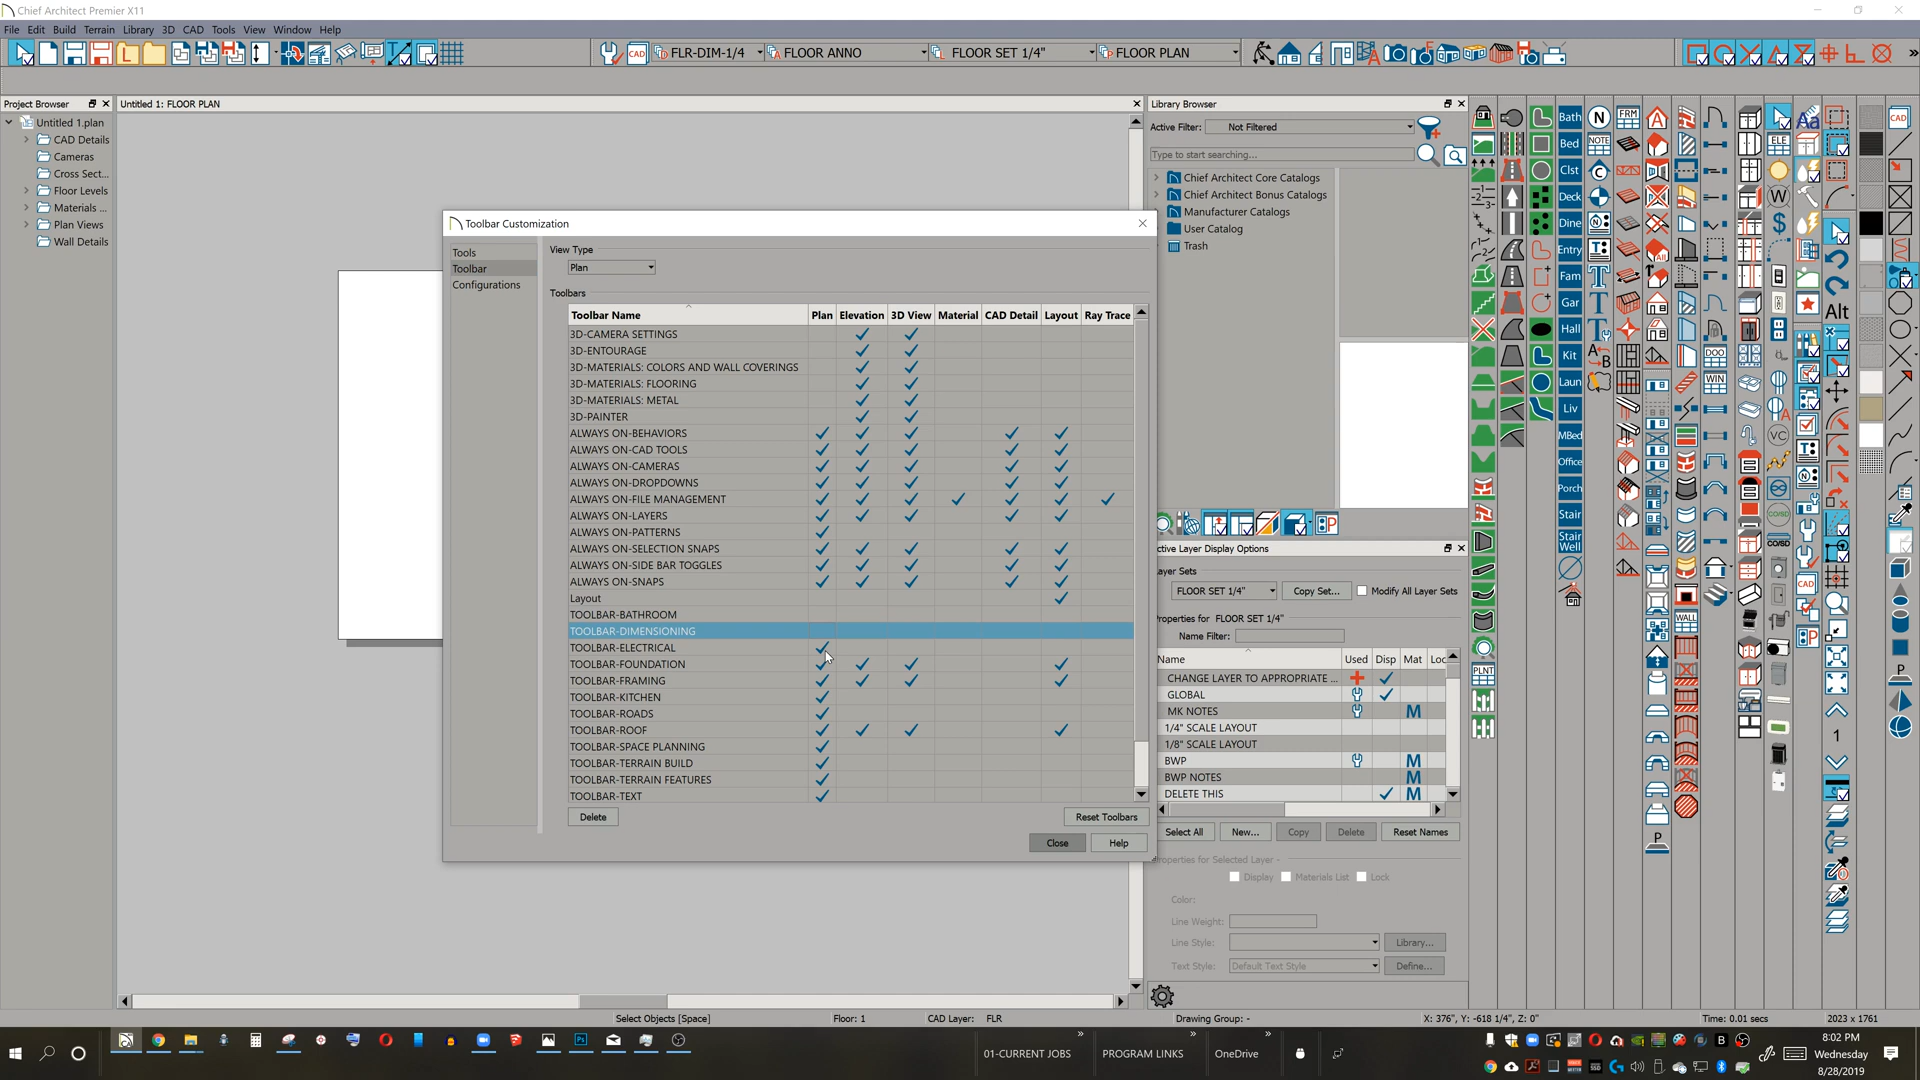 Chief Architect Premier X11
File Edit Build Terrain Library 3D CAD Tools View Window Help
CAD FLR-DIM-1/4 FLOOR ANNO FLOOR SET 1/4" FLOOR PLAN
Project Browser
Untitled 1: FLOOR PLAN
Untitled 1.plan
CAD Details
Cameras
Cross Sect...
Floor Levels
Materials ...
Plan Views
Wall Details
Toolbar Customization
Tools
Toolbar
Configurations
View Type
Plan
Toolbars
Toolbar Name Plan Elevation 3D View Material CAD Detail Layout Ray Trace
3D-CAMERA SETTINGS
3D-ENTOURAGE
3D-MATERIALS: COLORS AND WALL COVERINGS
3D-MATERIALS: FLOORING
3D-MATERIALS: METAL
3D-PAINTER
ALWAYS ON-BEHAVIORS
ALWAYS ON-CAD TOOLS
ALWAYS ON-CAMERAS
ALWAYS ON-DROPDOWNS
ALWAYS ON-FILE MANAGEMENT
ALWAYS ON-LAYERS
ALWAYS ON-PATTERNS
ALWAYS ON-SELECTION SNAPS
ALWAYS ON-SIDE BAR TOGGLES
ALWAYS ON-SNAPS
Layout
TOOLBAR-BATHROOM
TOOLBAR-DIMENSIONING
TOOLBAR-ELECTRICAL
TOOLBAR-FOUNDATION
TOOLBAR-FRAMING
TOOLBAR-KITCHEN
TOOLBAR-ROADS
TOOLBAR-ROOF
TOOLBAR-SPACE PLANNING
TOOLBAR-TERRAIN BUILD
TOOLBAR-TERRAIN FEATURES
TOOLBAR-TEXT
Delete
Reset Toolbars
Close
Help
Library Browser
Active Filter: Not Filtered
Type to start searching...
Chief Architect Core Catalogs
Chief Architect Bonus Catalogs
Manufacturer Catalogs
User Catalog
Trash
ctive Layer Display Options
ayer Sets
FLOOR SET 1/4" Copy Set... Modify All Layer Sets
roperties for FLOOR SET 1/4"
Name Filter:
Name Used Disp Mat Loc
CHANGE LAYER TO APPROPRIATE ...
GLOBAL
MK NOTES M
1/4" SCALE LAYOUT
1/8" SCALE LAYOUT
BWP M
BWP NOTES M
DELETE THIS M
Select All New... Copy Delete Reset Names
roperties for Selected Layer -
Display Materials List Lock
Color:
Line Weight:
Line Style: Library...
Text Style: Default Text Style Define...
PLNT
Bath
Bed
Clst
Deck
Dine
Entry
Fam
Gar
Hall
Kit
Laun
Liv
MBed
Office
Porch
Stair
Stair Well
N
NOTE
FRM
DOO
WIN
WALL
ELE
CAD
Alt
1
P
P
Select Objects [Space] Floor: 1 CAD Layer: FLR Drawing Group: - X: 376", Y: -618 1/4", Z: 0" Time: 0.01 secs 2023 x 1761
01-CURRENT JOBS PROGRAM LINKS OneDrive
8:02 PM
Wednesday
8/28/2019